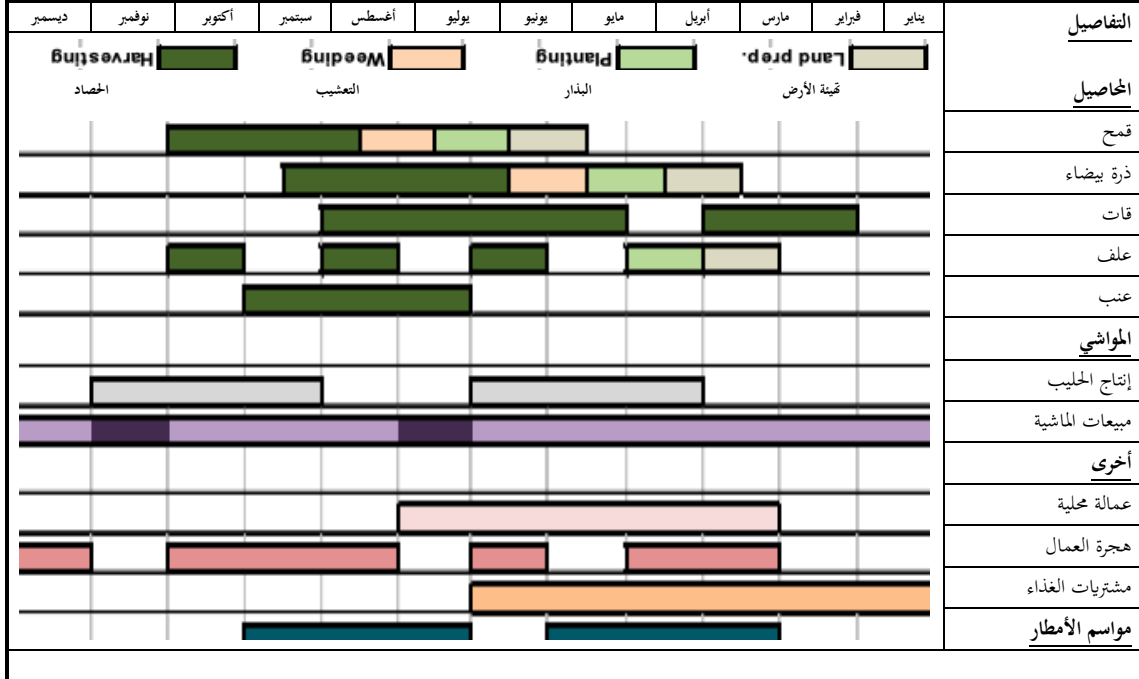 التفاصيل يناير فبراير مارس أبريل مايو يونيو يوليو أغسطس سبتمبر أكتوبر نوفمبر ديسمبر
Land prep. Planting Weeding Harvesting
المحاصيل تهيئة الأرض البذار التعشيب الحصاد
قمح
ذرة بيضاء
قات
علف
عنب
المواشي
إنتاج الحليب
مبيعات الماشية
أخرى
عمالة محلية
هجرة العمال
مشتريات الغذاء
مواسم الأمطار